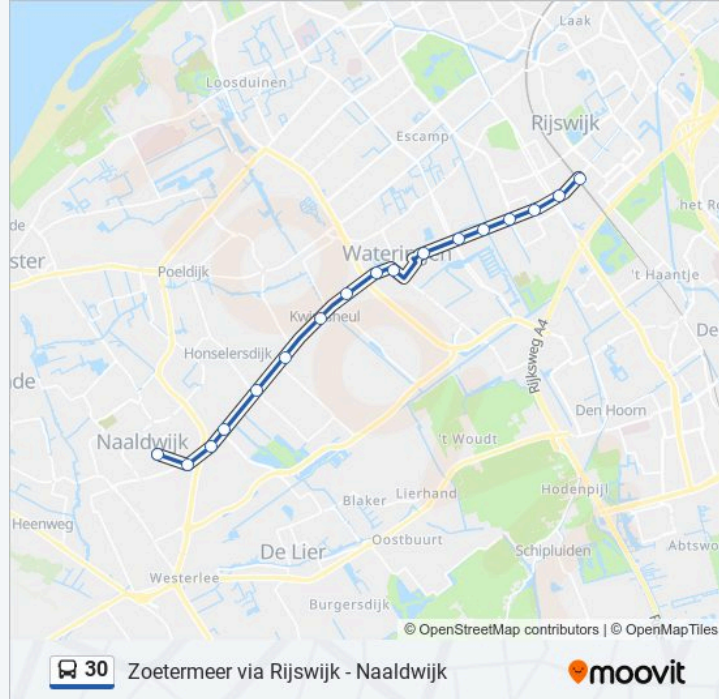 Laak
Loosduinen
Rijswijk
Escamp
het R
de
Wateringen
ster
Poeldijk
't Haantje
De
Kwintsheul
Rijksweg A4
Honselersdijk
de
Den Hoorn
Naaldwijk
't Woudt
Hodenpijl
Blaker
Lierhand
Heenweg
Oostbuurt
Abtswo
De Lier
Schipluiden
Westerlee
Burgersdijk
© OpenStreetMap contributors | © OpenMapTiles
30 Zoetermeer via Rijswijk - Naaldwijk
moovit